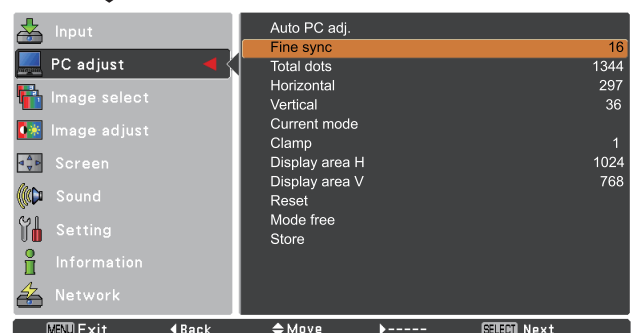 Input
PC adjust
Image select
Image adjust
Screen
Sound
Setting
Information
Network
Auto PC adj.
Fine sync 16
Total dots 1344
Horizontal 297
Vertical 36
Current mode
Clamp 1
Display area H 1024
Display area V 768
Reset
Mode free
Store
MENU Exit Back Move ----- SELECT Next